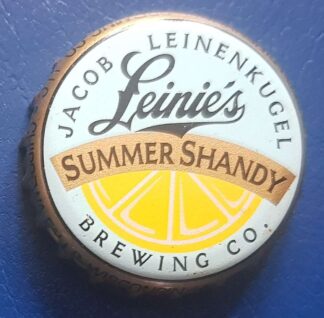 JACOB LEINENKUGEL
Leinie's
SUMMER SHANDY
BREWING CO.